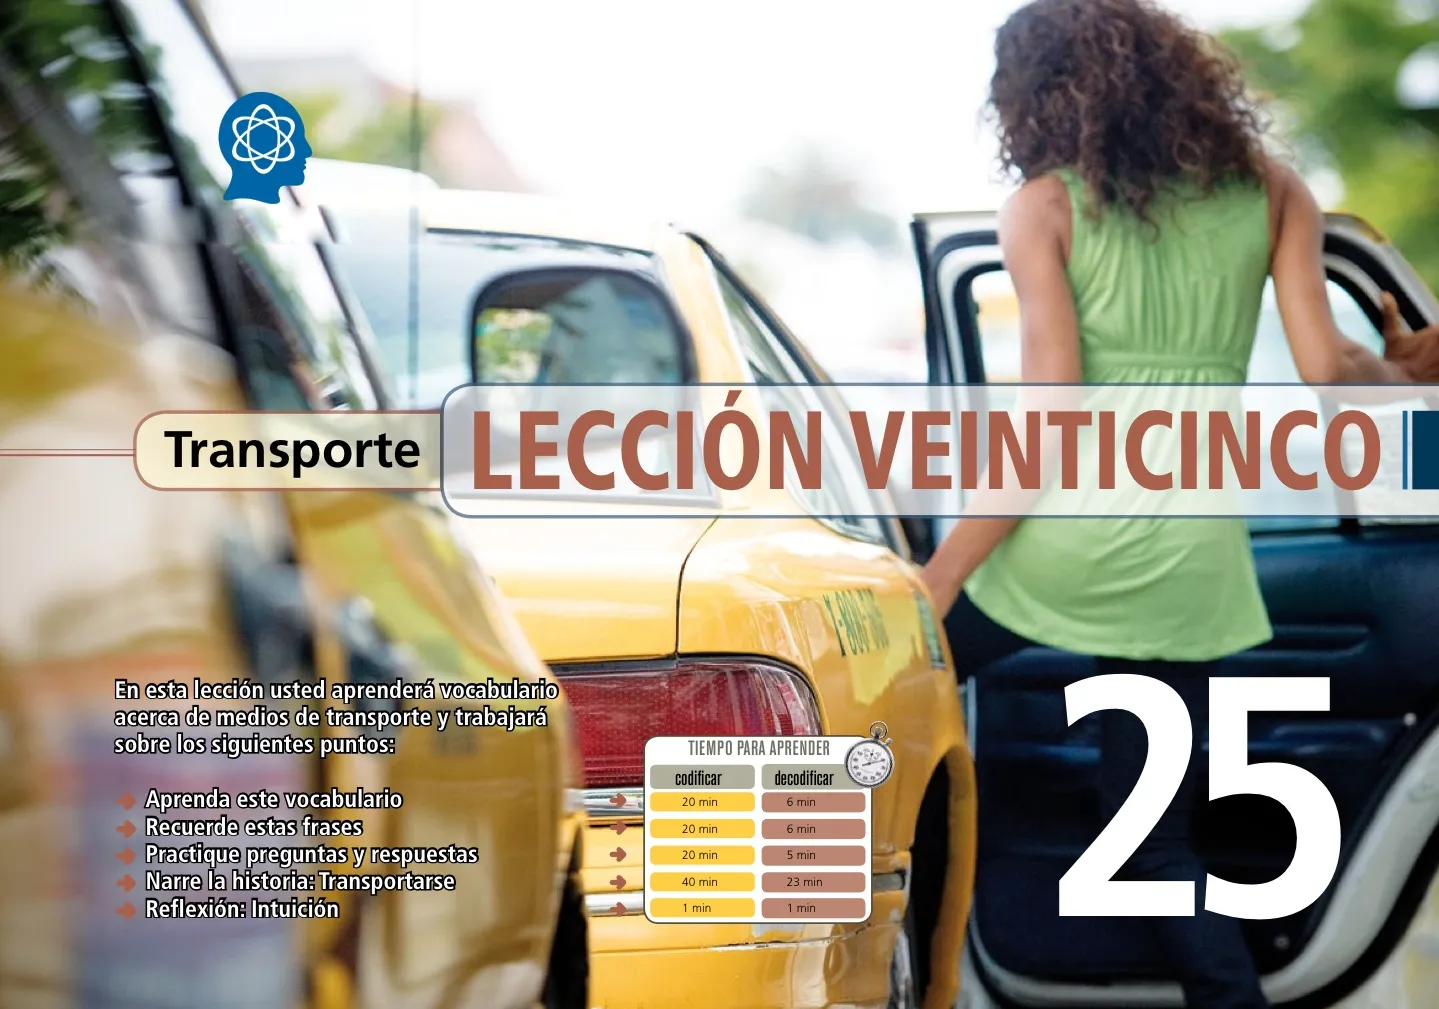 Transporte
LECCIÓN VEINTICINCO
En esta lección usted aprenderá vocabulario
acerca de medios de transporte y trabajará
sobre los siguientes puntos:
Aprenda este vocabulario
Recuerde estas frases
Practique preguntas y respuestas
Narre la historia: Transportarse
Reflexión: Intuición
TIEMPO PARA APRENDER
codificar decodificar
20 min 6 min
20 min 6 min
20 min 5 min
40 min 23 min
1 min 1 min
25